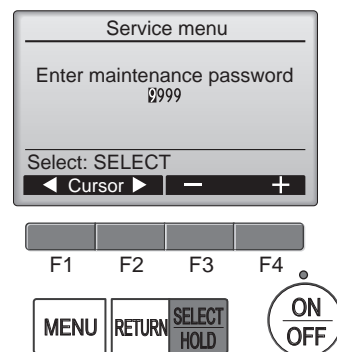 Service menu
Enter maintenance password
9999
Select: SELECT
◀ Cursor ▶ − +
F1 F2 F3 F4
MENU RETURN SELECT HOLD ON OFF